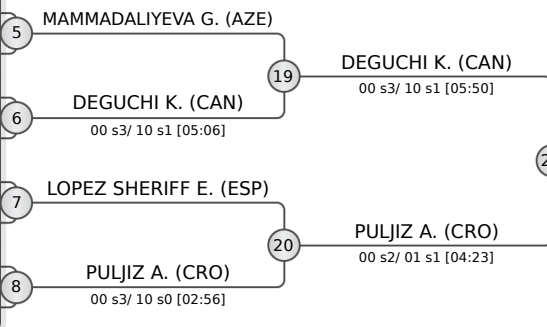 MAMMADALIYEVA G. (AZE)
5
19
DEGUCHI K. (CAN)
00 s3/ 10 s1 [05:50]
DEGUCHI K. (CAN)
6
00 s3/ 10 s1 [05:06]
LOPEZ SHERIFF E. (ESP)
7
20
PULJIZ A. (CRO)
00 s2/ 01 s1 [04:23]
PULJIZ A. (CRO)
8
00 s3/ 10 s0 [02:56]